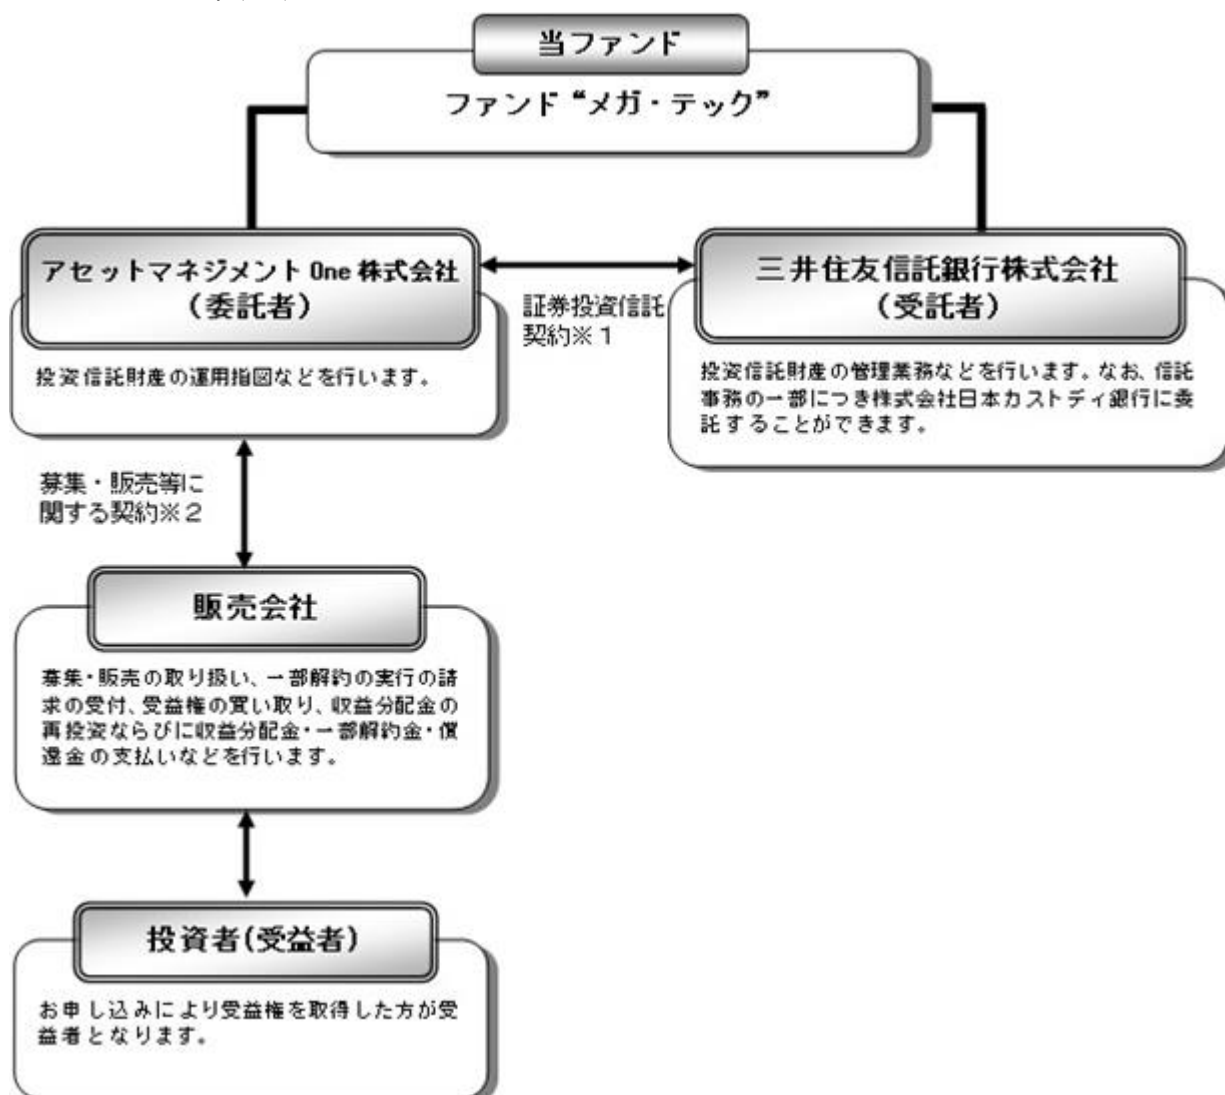 当ファンド
ファンド“メガ・テック”
アセットマネジメント One 株式会社
（委託者）
投資信託財産の運用指図などを行います。
証券投資信託
契約※１
三井住友信託銀行株式会社
（受託者）
投資信託財産の管理業務などを行います。なお、信託
事務の一部につき株式会社日本カストディ銀行に委
託することができます。
募集・販売等に
関する契約※２
販売会社
募集・販売の取り扱い、一部解約の実行の請
求の受付、受益権の買い取り、収益分配金の
再投資ならびに収益分配金・一部解約金・償
還金の支払いなどを行います。
投資者(受益者)
お申し込みにより受益権を取得した方が受
益者となります。